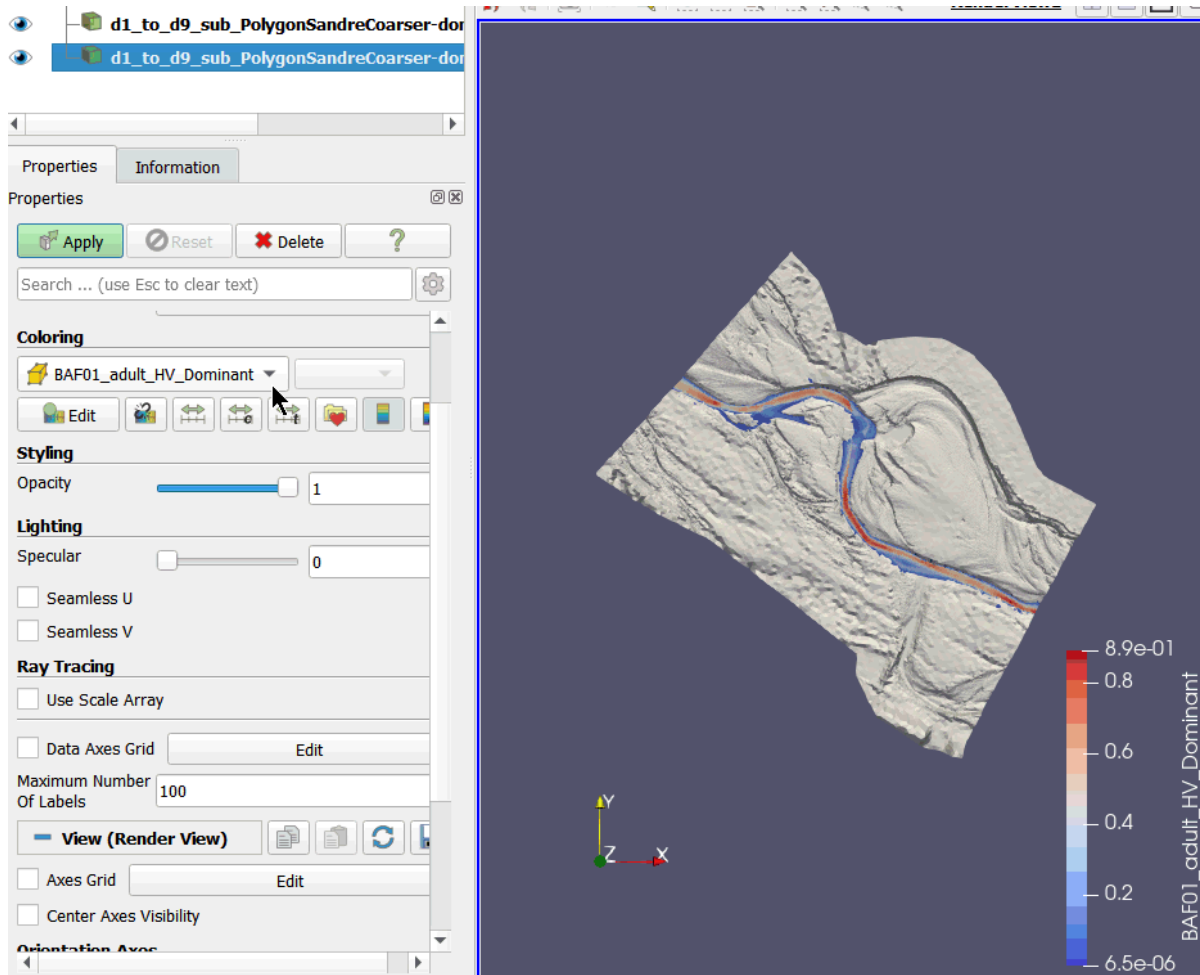 d1_to_d9_sub_PolygonSandreCoarser-dor
d1_to_d9_sub_PolygonSandreCoarser-dor
Properties
Information
Properties
Apply
Reset
Delete
?
Search ... (use Esc to clear text)
Coloring
BAF01_adult_HV_Dominant
Edit
Styling
Opacity
1
Lighting
Specular
0
Seamless U
Seamless V
Ray Tracing
Use Scale Array
Data Axes Grid
Edit
Maximum Number
Of Labels
100
View (Render View)
Axes Grid
Edit
Center Axes Visibility
Orientation Axes
Y
Z
X
8.9e-01
0.8
0.6
0.4
0.2
6.5e-06
BAF01_adult_HV_Dominant